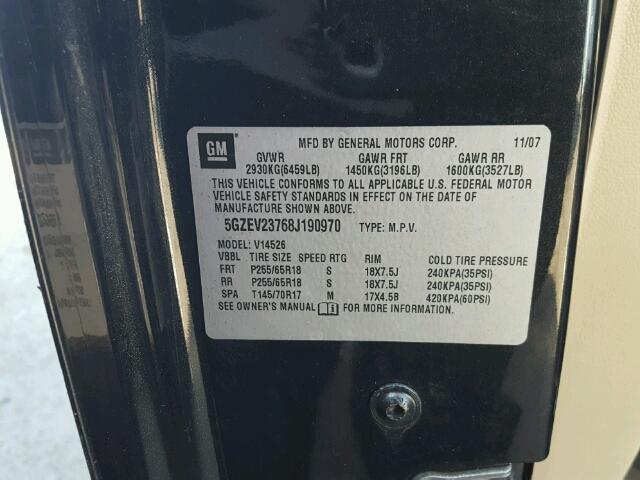 GM MFD BY GENERAL MOTORS CORP. 11/07
GVWR GAWR FRT GAWR RR
2930KG(6459LB) 1450KG(3196LB) 1600KG(3527LB)
THIS VEHICLE CONFORMS TO ALL APPLICABLE U.S. FEDERAL MOTOR
VEHICLE SAFETY STANDARDS IN EFFECT ON THE DATE OF
MANUFACTURE SHOWN ABOVE.
5GZEV23768J190970 TYPE: M.P.V.
MODEL: V14526
VBBL TIRE SIZE SPEED RTG RIM COLD TIRE PRESSURE
FRT P255/65R18 S 18X7.5J 240KPA(35PSI)
RR P255/65R18 S 18X7.5J 240KPA(35PSI)
SPA T145/70R17 M 17X4.5B 420KPA(60PSI)
SEE OWNER'S MANUAL FOR MORE INFORMATION.